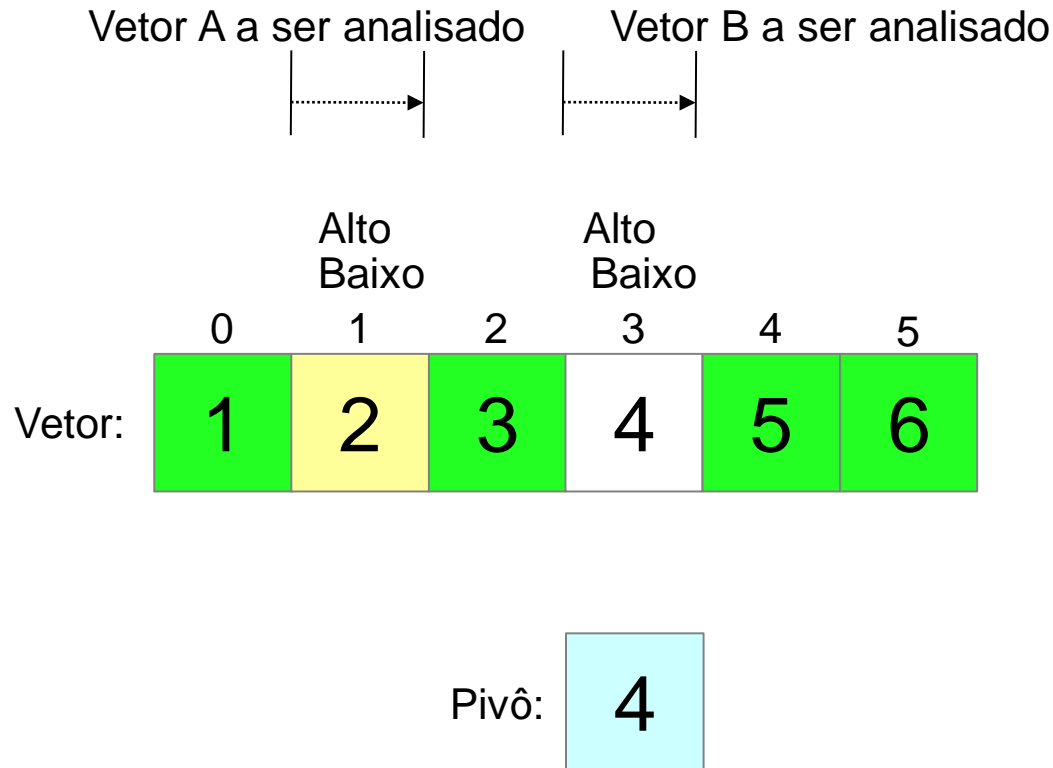 Vetor A a ser analisado Vetor B a ser analisado
Alto Alto
Baixo Baixo
0 1 2 3 4 5
Vetor: 1 2 3 4 5 6
Pivô: 4